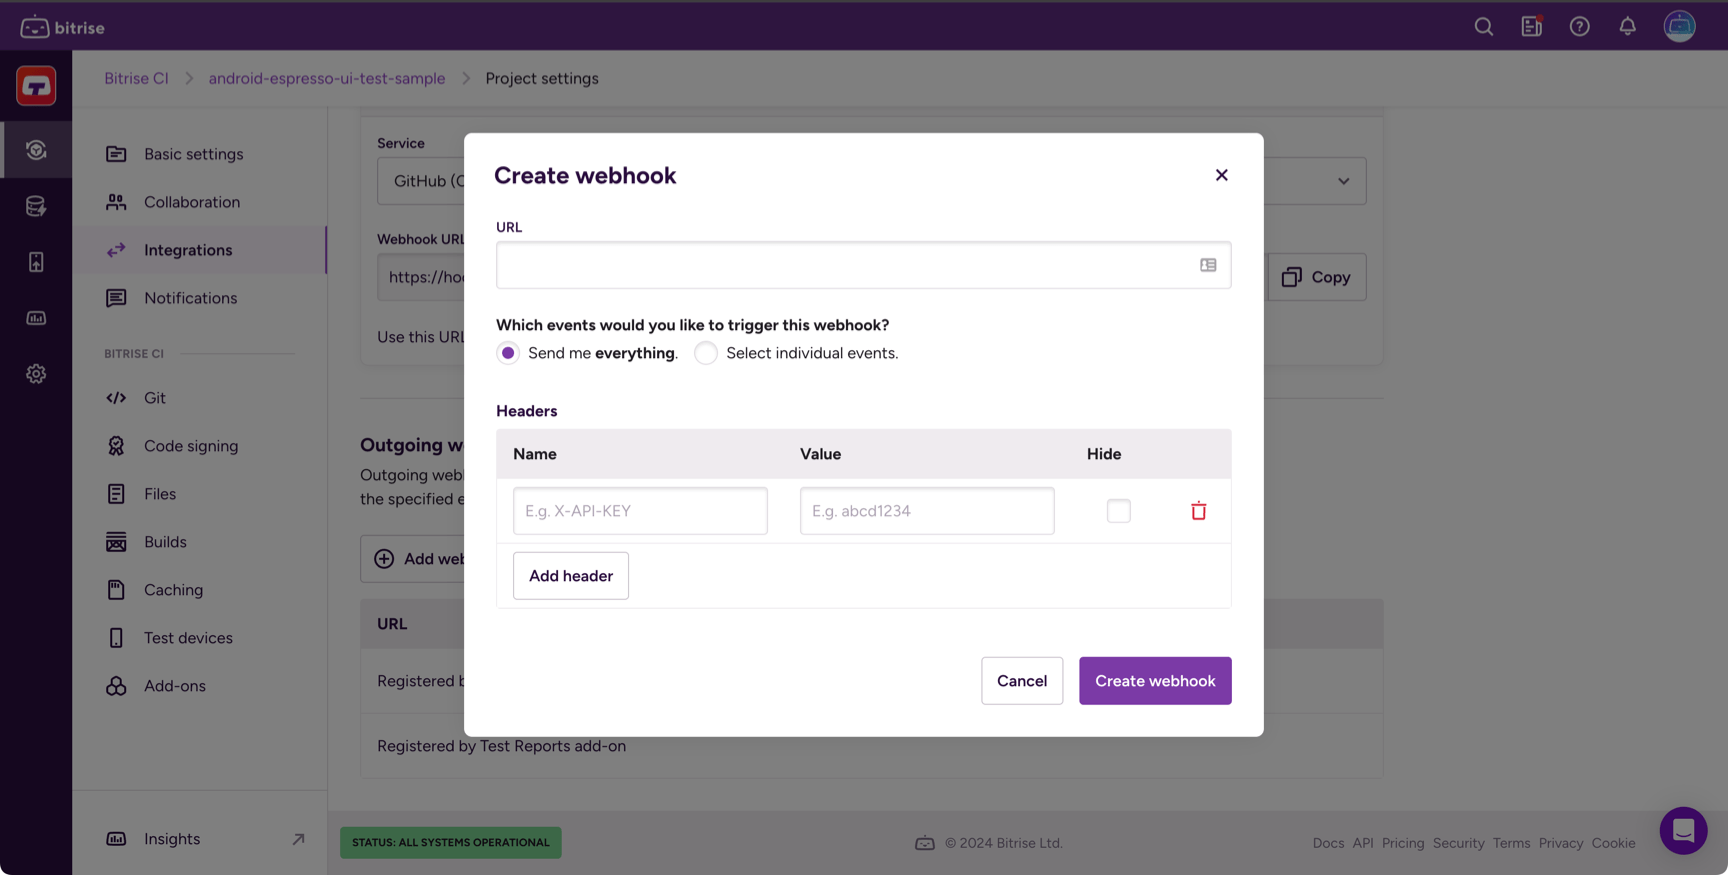 bitrise
Bitrise CI
android-espresso-ui-test-sample
Project settings
Basic settings
Collaboration
Integrations
Notifications
BITRISE CI
Git
Code signing
Files
Builds
Caching
Test devices
Add-ons
Insights
Service
GitHub (
Webhook URL
https://ho
Copy
Use this URL
Outgoing w
Outgoing web
the specified e
Add web
URL
Registered b
Registered by Test Reports add-on
Create webhook
URL
Which events would you like to trigger this webhook?
Send me everything. Select individual events.
Headers
Name Value Hide
E.g. X-API-KEY E.g. abcd1234
Add header
Cancel Create webhook
STATUS: ALL SYSTEMS OPERATIONAL
© 2024 Bitrise Ltd.
Docs API Pricing Security Terms Privacy Cookie